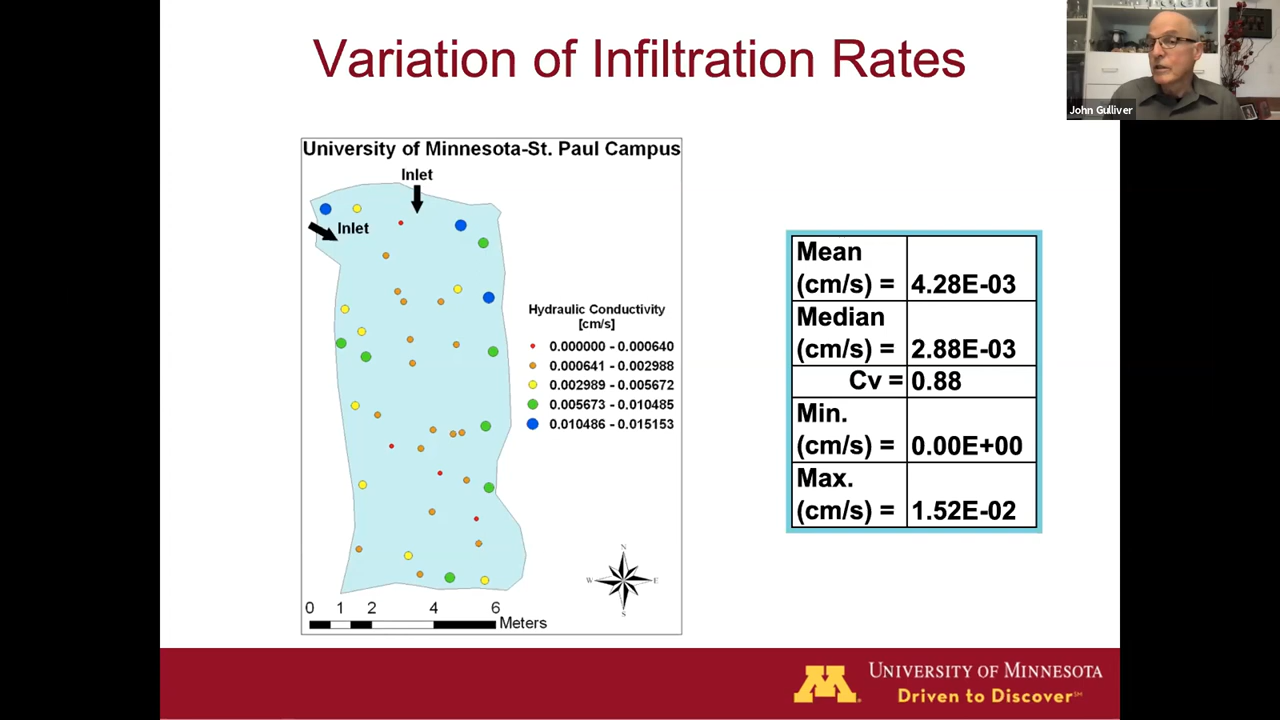 Variation of Infiltration Rates
John Gulliver
University of Minnesota-St. Paul Campus
Inlet
Inlet
Hydraulic Conductivity
[cm/s]
0.000000 - 0.000640
0.000641 - 0.002988
0.002989 - 0.005672
0.005673 - 0.010485
0.010486 - 0.015153
N
W E
S
0 1 2 4 6
Meters
Mean
(cm/s) = 4.28E-03
Median
(cm/s) = 2.88E-03
Cv = 0.88
Min.
(cm/s) = 0.00E+00
Max.
(cm/s) = 1.52E-02
M
UNIVERSITY OF MINNESOTA
Driven to Discover℠